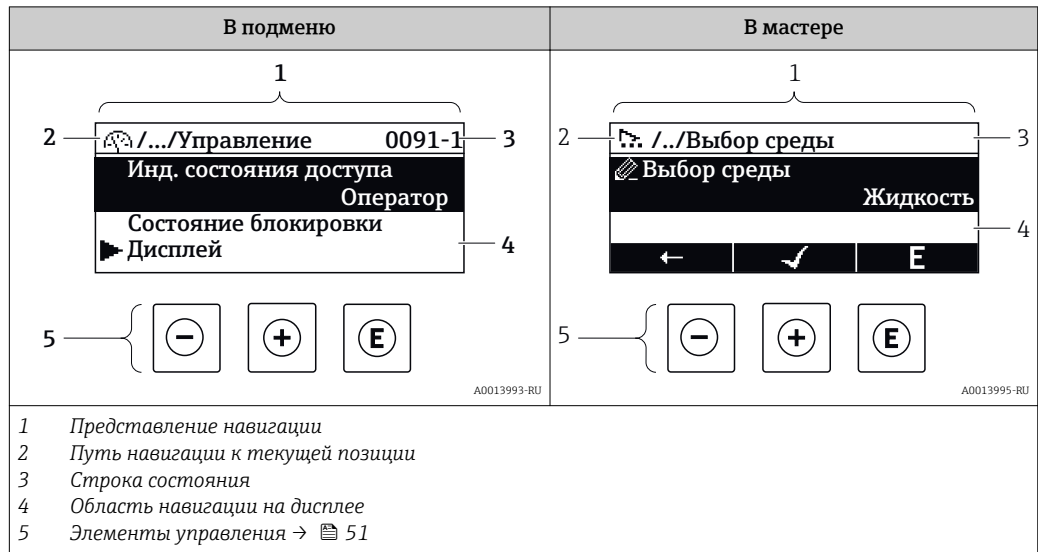 В подменю
В мастере
1
2
/.../Управление 0091-1
3
Инд. состояния доступа
Оператор
Состояние блокировки
Дисплей
4
5
E
A0013993-RU
1
2
/../Выбор среды
3
Выбор среды
Жидкость
4
E
5
E
A0013995-RU
1 Представление навигации
2 Путь навигации к текущей позиции
3 Строка состояния
4 Область навигации на дисплее
5 Элементы управления → 51